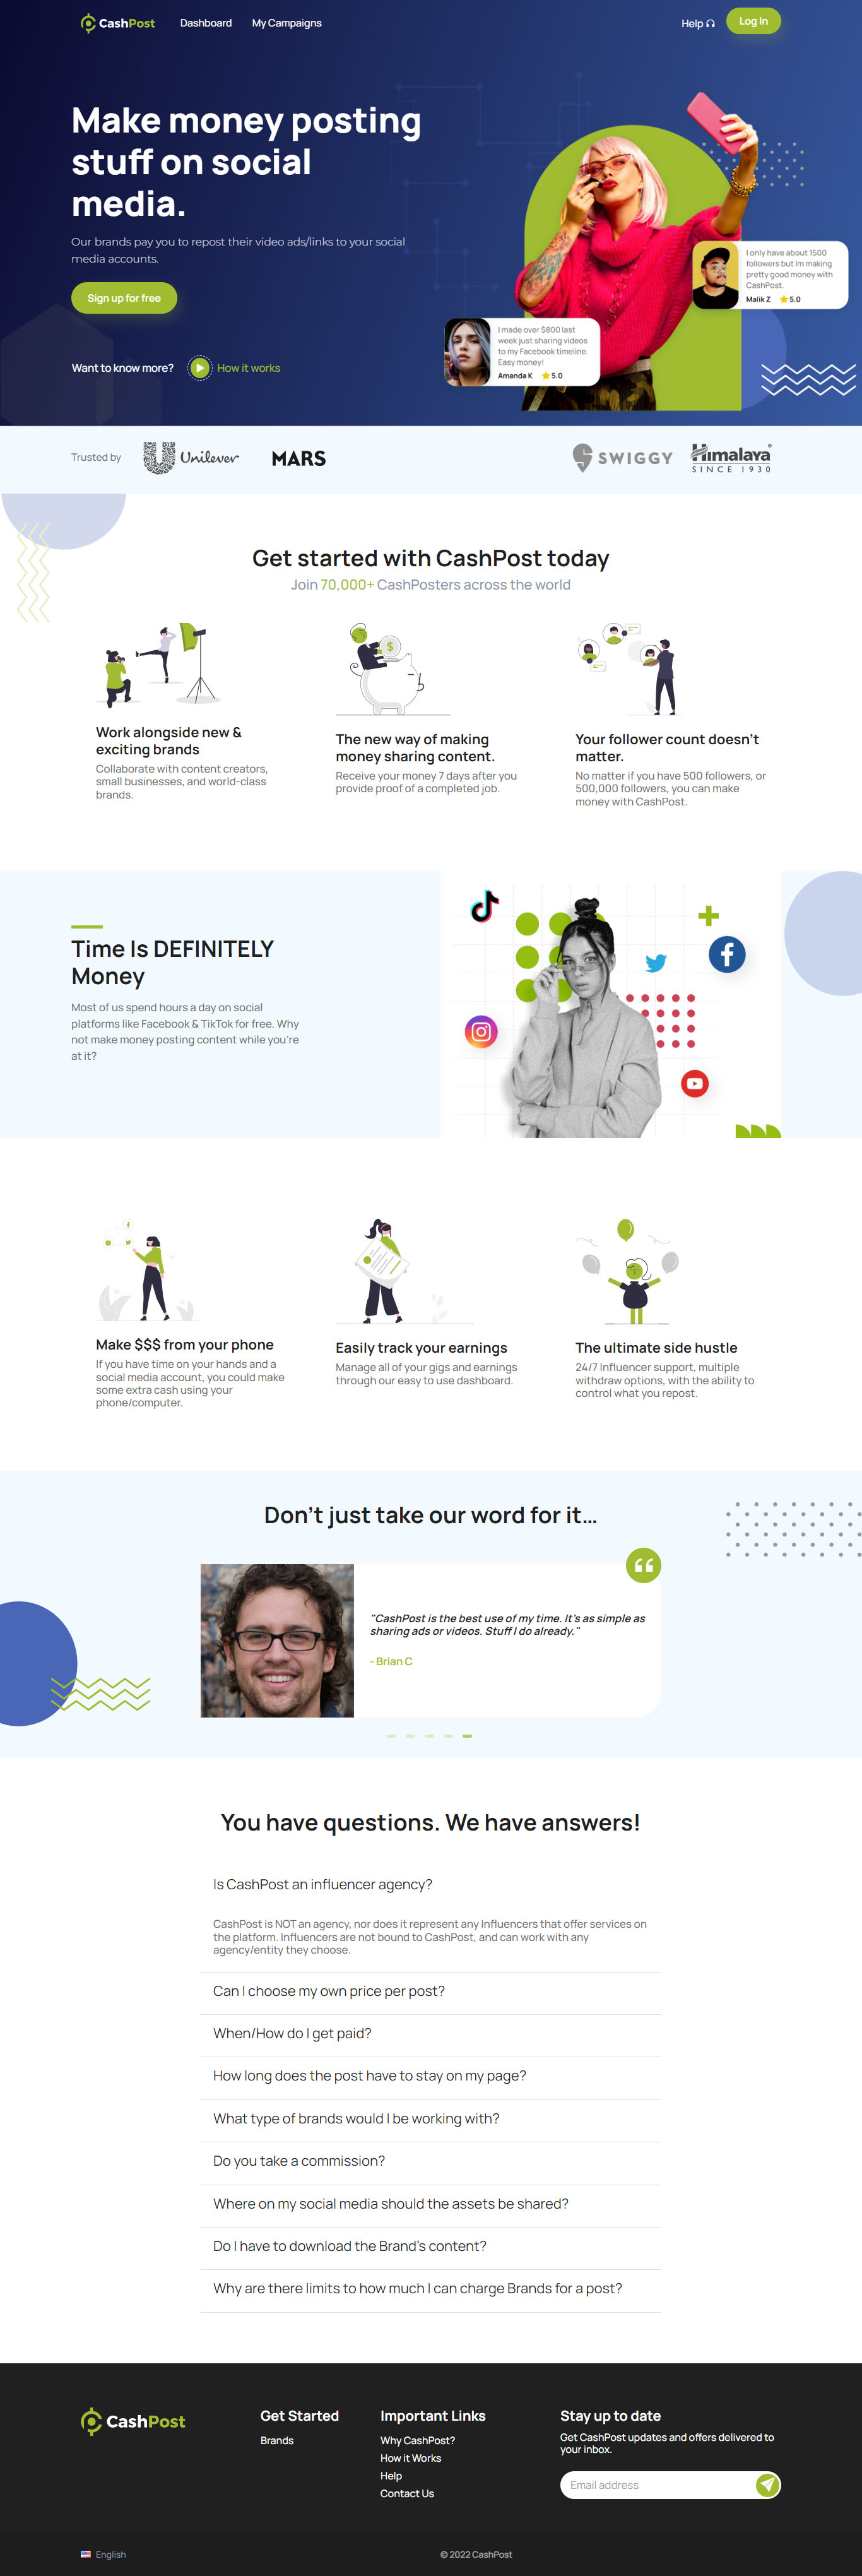 CashPost
Dashboard
My Campaigns
Help
Log In
Make money posting
stuff on social
media.
Our brands pay you to repost their video ads/links to your social
media accounts.
Sign up for free
Want to know more?
How it works
I only have about 1500
followers but Im making
pretty good money with
CashPost.
Malik Z 5.0
I made over $800 last
week just sharing videos
to my Facebook timeline.
Easy money!
Amanda K 5.0
Trusted by
Unilever
MARS
SWIGGY
Himalaya
SINCE 1930
Get started with CashPost today
Join 70,000+ CashPosters across the world
$
Work alongside new &
exciting brands
Collaborate with content creators,
small businesses, and world-class
brands.
The new way of making
money sharing content.
Receive your money 7 days after you
provide proof of a completed job.
Your follower count doesn't
matter.
No matter if you have 500 followers, or
500,000 followers, you can make
money with CashPost.
Time Is DEFINITELY
Money
Most of us spend hours a day on social
platforms like Facebook & TikTok for free. Why
not make money posting content while you're
at it?
Make $$$ from your phone
If you have time on your hands and a
social media account, you could make
some extra cash using your
phone/computer.
Easily track your earnings
Manage all of your gigs and earnings
through our easy to use dashboard.
The ultimate side hustle
24/7 Influencer support, multiple
withdraw options, with the ability to
control what you repost.
Don't just take our word for it...
"CashPost is the best use of my time. It's as simple as
sharing ads or videos. Stuff I do already."
- Brian C
You have questions. We have answers!
Is CashPost an influencer agency?
CashPost is NOT an agency, nor does it represent any Influencers that offer services on
the platform. Influencers are not bound to CashPost, and can work with any
agency/entity they choose.
Can I choose my own price per post?
When/How do I get paid?
How long does the post have to stay on my page?
What type of brands would I be working with?
Do you take a commission?
Where on my social media should the assets be shared?
Do I have to download the Brand's content?
Why are there limits to how much I can charge Brands for a post?
CashPost
Get Started
Brands
Important Links
Why CashPost?
How it Works
Help
Contact Us
Stay up to date
Get CashPost updates and offers delivered to
your inbox.
Email address
English
© 2022 CashPost